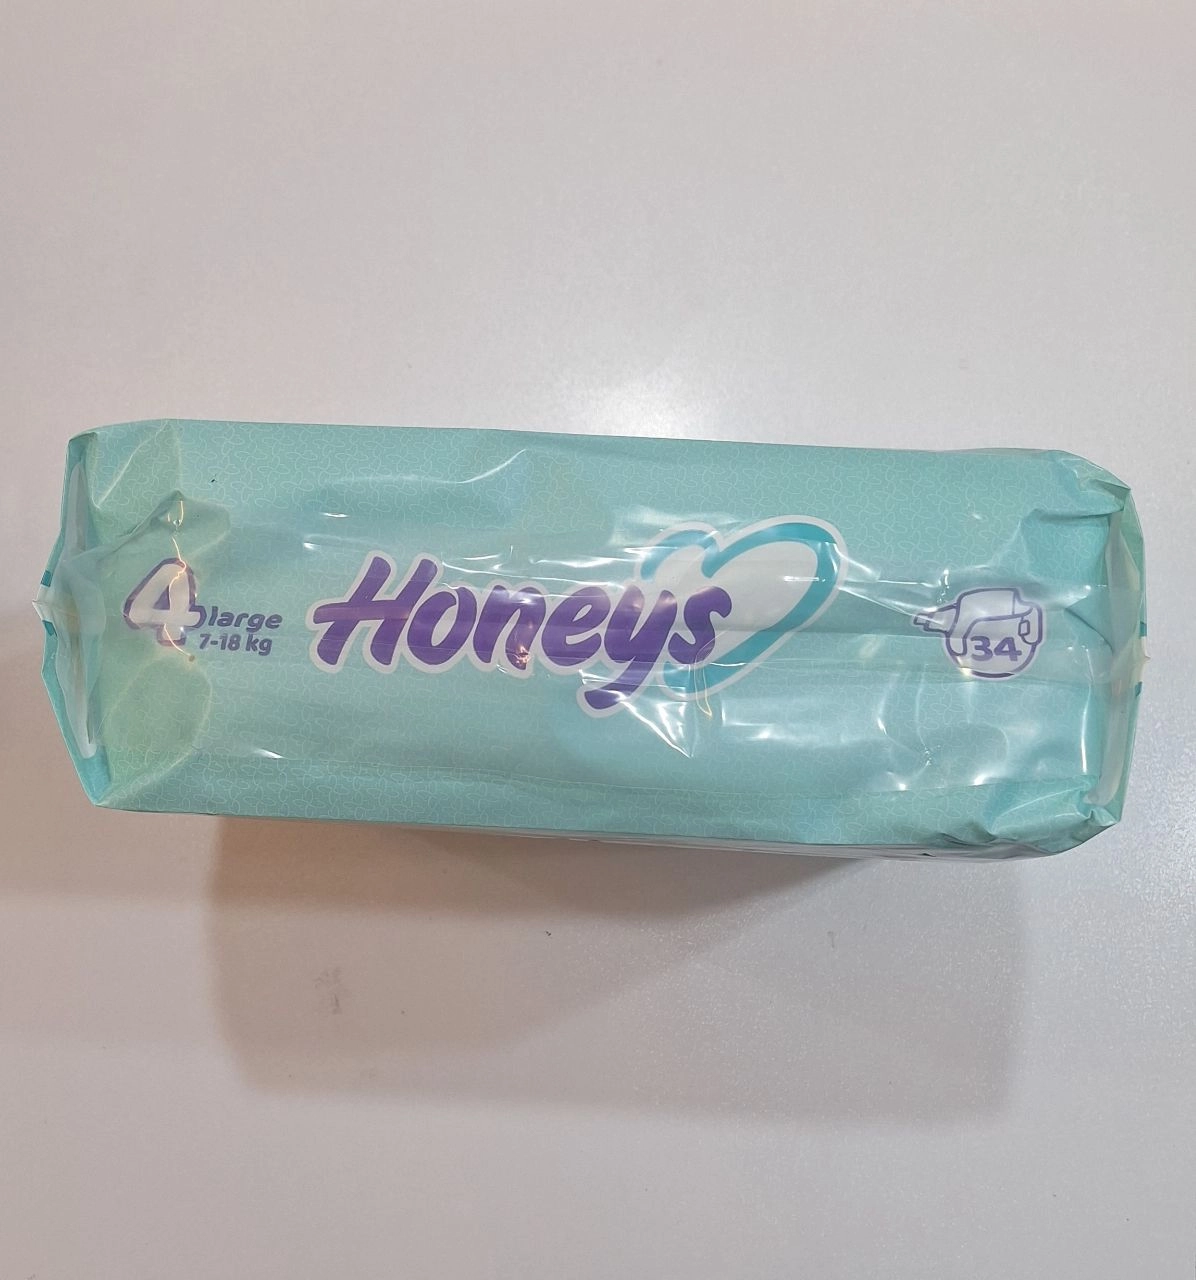 4 large
7-18 kg
Honeys
34